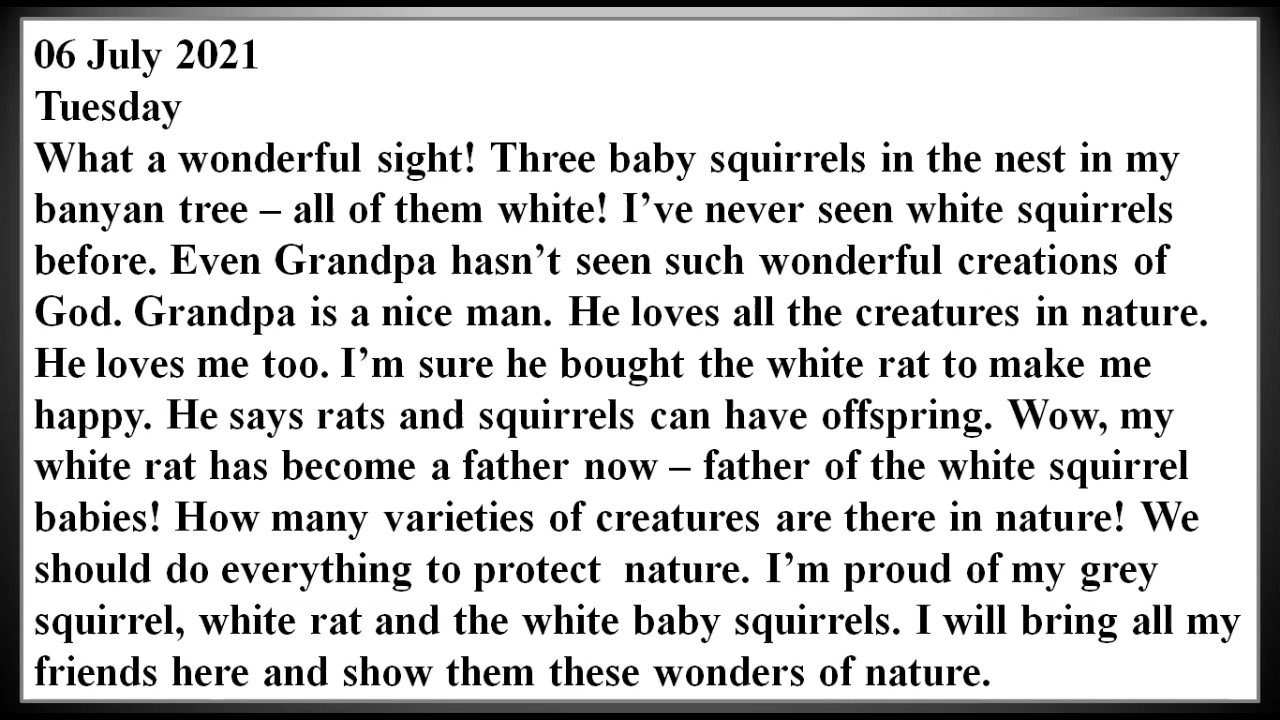 06 July 2021
Tuesday
What a wonderful sight! Three baby squirrels in the nest in my
banyan tree – all of them white! I’ve never seen white squirrels
before. Even Grandpa hasn’t seen such wonderful creations of
God. Grandpa is a nice man. He loves all the creatures in nature.
He loves me too. I’m sure he bought the white rat to make me
happy. He says rats and squirrels can have offspring. Wow, my
white rat has become a father now – father of the white squirrel
babies! How many varieties of creatures are there in nature! We
should do everything to protect  nature. I’m proud of my grey
squirrel, white rat and the white baby squirrels. I will bring all my
friends here and show them these wonders of nature.